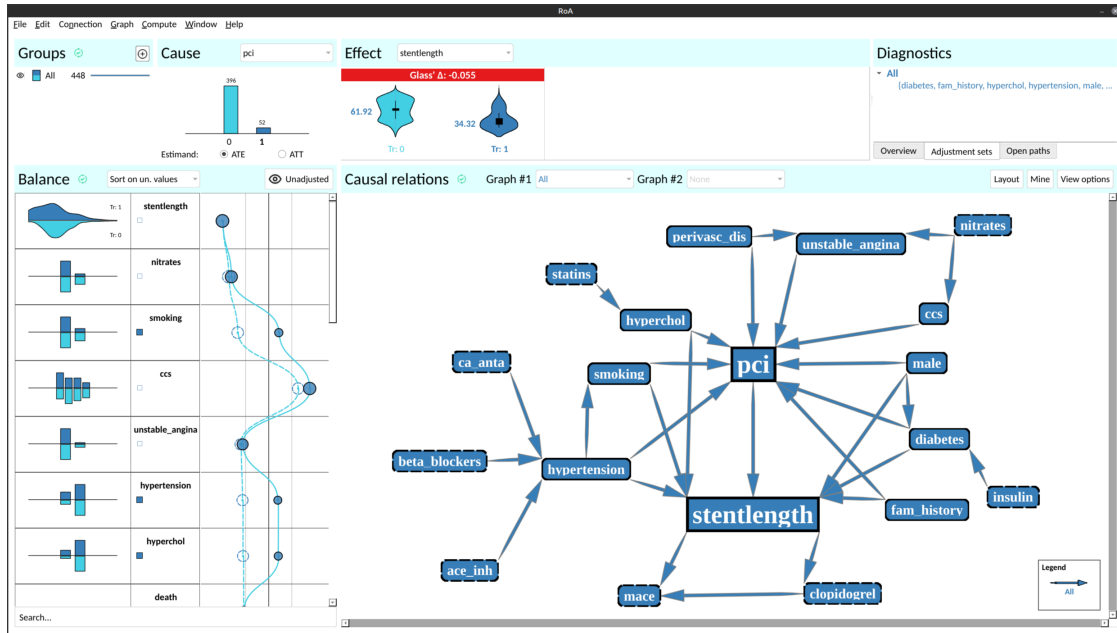 RoA
File Edit Connection Graph Compute Window Help
Groups
Cause
pci
Effect
stentlength
Diagnostics
All 448
396
52
0 1
Estimand: ATE ATT
Glass' Δ: -0.055
61.92
34.32
Tr: 0
Tr: 1
All
[diabetes, fam_history, hyperchol, hypertension, male, ...
Overview Adjustment sets Open paths
Balance
Sort on un. values
Unadjusted
Causal relations
Graph #1 All
Graph #2 None
Layout Mine View options
Tr: 1
Tr: 0
stentlength
nitrates
smoking
ccs
unstable_angina
hypertension
hyperchol
death
Search...
nitrates
perivasc_dis
unstable_angina
statins
ccs
hyperchol
pci
ca_anta
male
smoking
diabetes
beta_blockers
hypertension
insulin
stentlength
fam_history
ace_inh
mace
clopidogrel
Legend
All